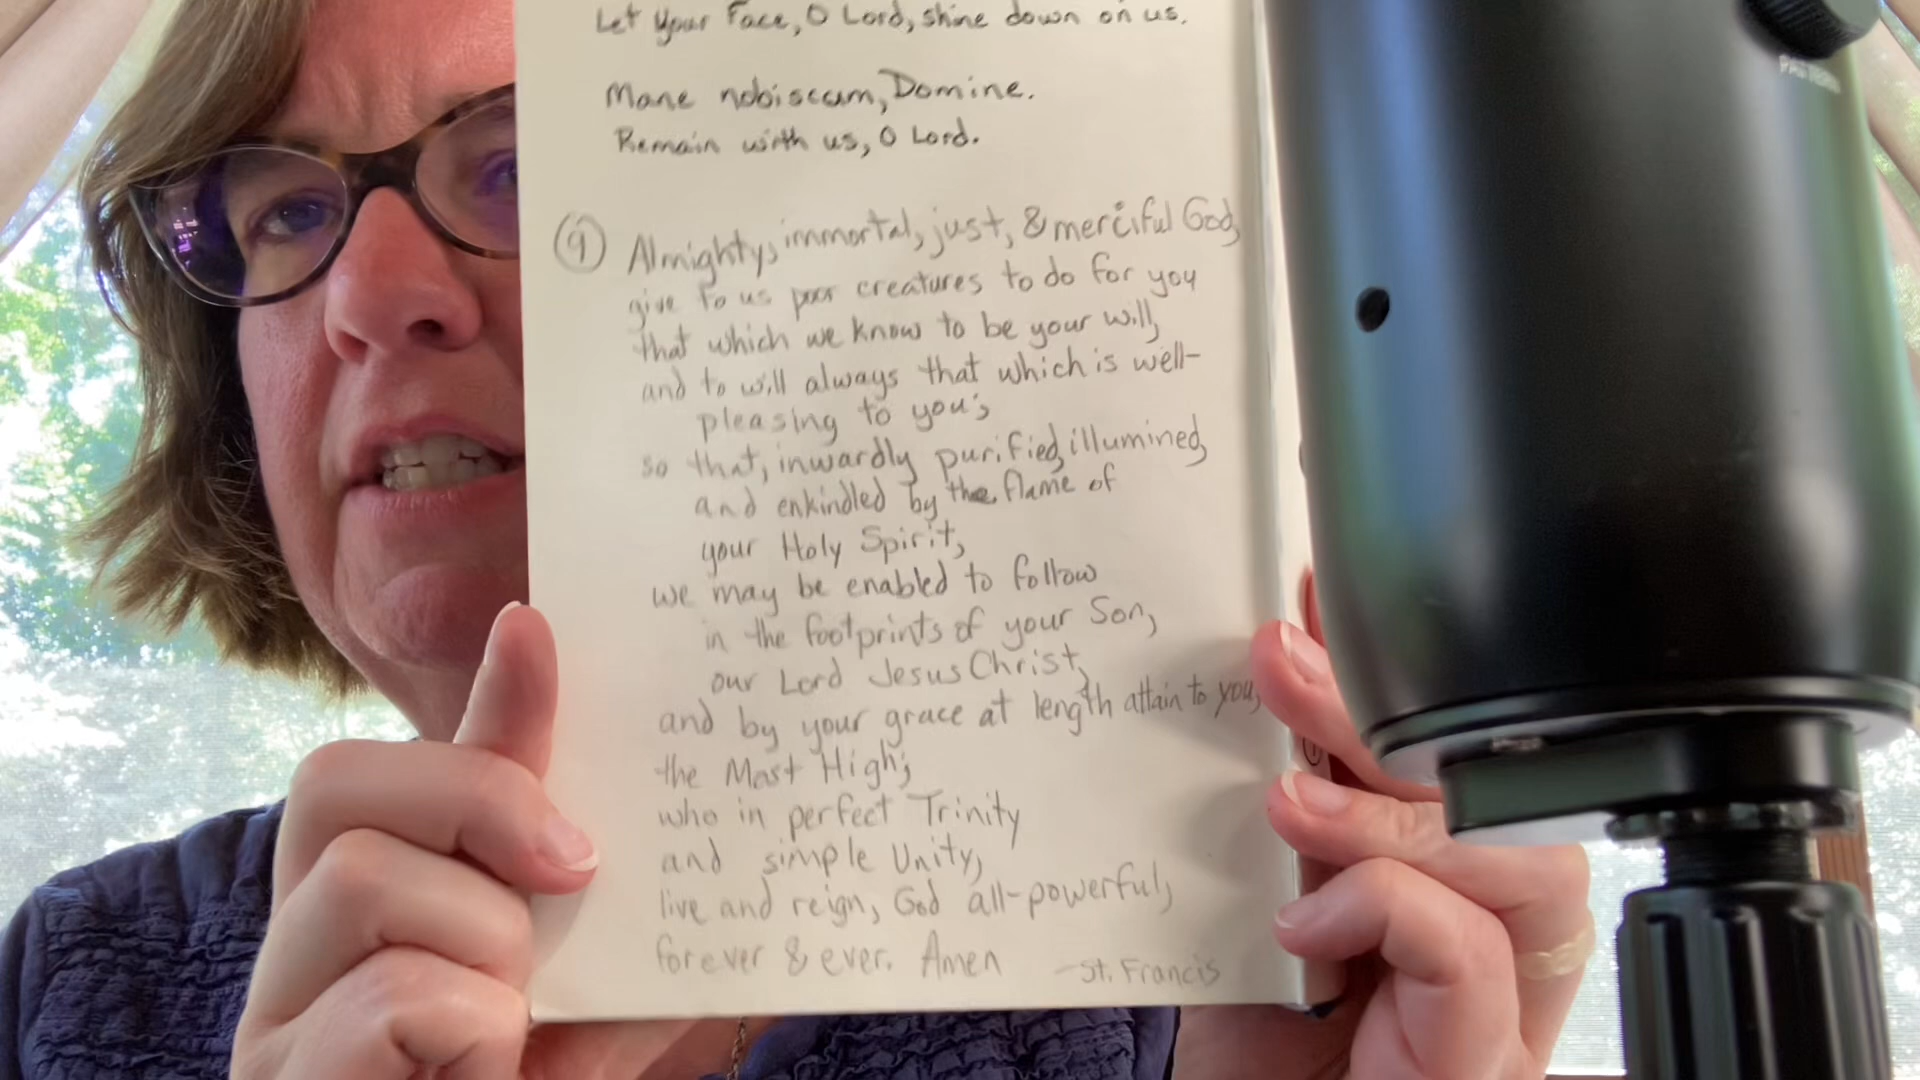 Let Your Face, O Lord, shine down on us.
Mane nobiscum, Domine.
Remain with us, O Lord.
9 Almighty, immortal, just, & merciful God,
give to us poor creatures to do for you
that which we know to be your will,
and to will always that which is well-
pleasing to you;
so that, inwardly purified, illumined,
and enkindled by the flame of
your Holy Spirit,
we may be enabled to follow
in the footprints of your Son,
our Lord Jesus Christ,
and by your grace at length attain to you,
the Most High;
who in perfect Trinity
and simple Unity,
live and reign, God all-powerful,
forever & ever. Amen
-St. Francis